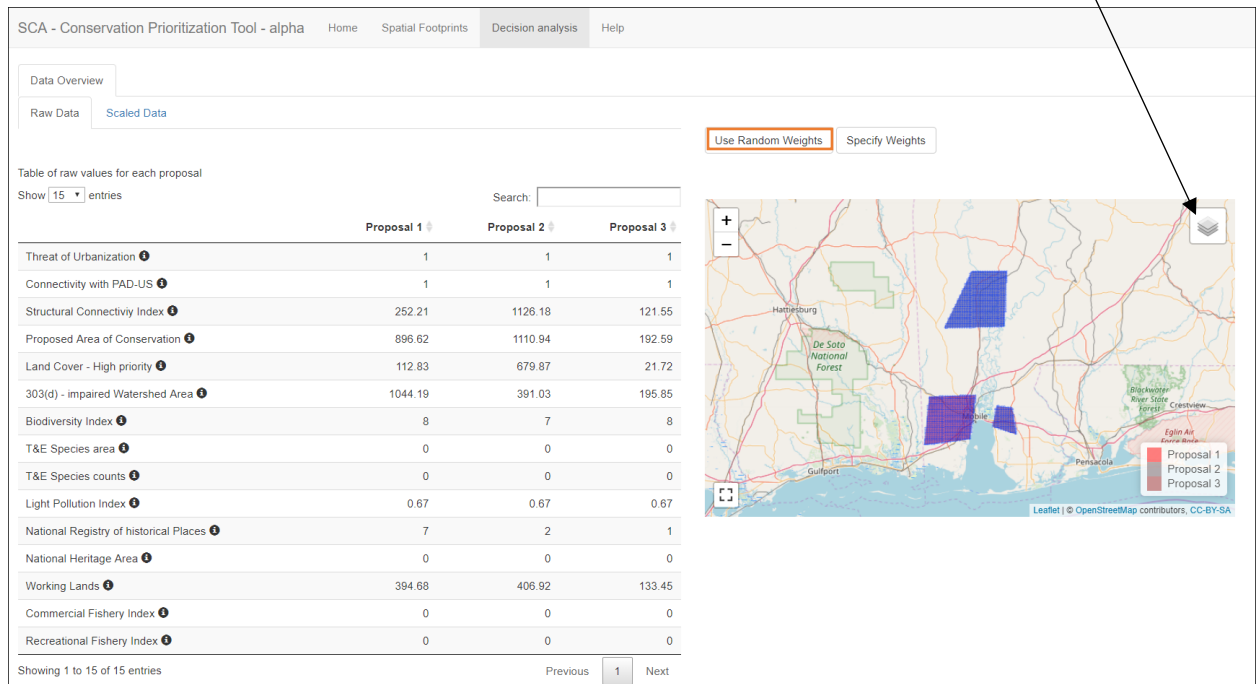 SCA - Conservation Prioritization Tool - alpha Home Spatial Footprints Decision analysis Help
Data Overview
Raw Data Scaled Data
Use Random Weights Specify Weights
Table of raw values for each proposal
Show 15 entries Search:
Proposal 1 Proposal 2 Proposal 3
Threat of Urbanization 1 1 1
Connectivity with PAD-US 1 1 1
Structural Connectiviy Index 252.21 1126.18 121.55
Proposed Area of Conservation 896.62 1110.94 192.59
Land Cover - High priority 112.83 679.87 21.72
303(d) - impaired Watershed Area 1044.19 391.03 195.85
Biodiversity Index 8 7 8
T&E Species area 0 0 0
T&E Species counts 0 0 0
Light Pollution Index 0.67 0.67 0.67
National Registry of historical Places 7 2 1
National Heritage Area 0 0 0
Working Lands 394.68 406.92 133.45
Commercial Fishery Index 0 0 0
Recreational Fishery Index 0 0 0
Showing 1 to 15 of 15 entries Previous 1 Next
+
−
Hattiesburg
De Soto
National
Forest
Mobile
Gulfport
Pensacola
Blackwater
River State
Forest
Crestview
Eglin Air
Force Base
Proposal 1
Proposal 2
Proposal 3
Leaflet | © OpenStreetMap contributors, CC-BY-SA